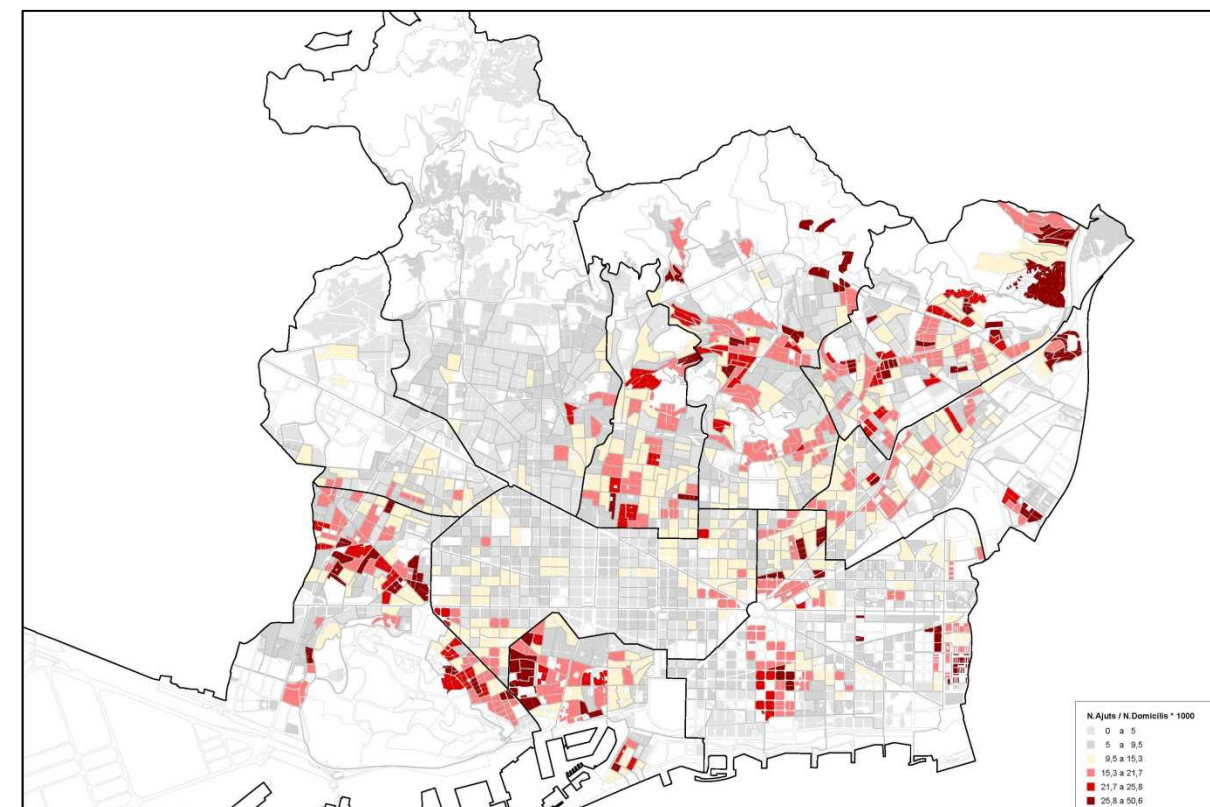 N.Ajuts / N.Domicilis * 1000
0 a 5
5 a 9,5
9,5 a 15,3
15,3 a 21,7
21,7 a 25,8
25,8 a 50,6